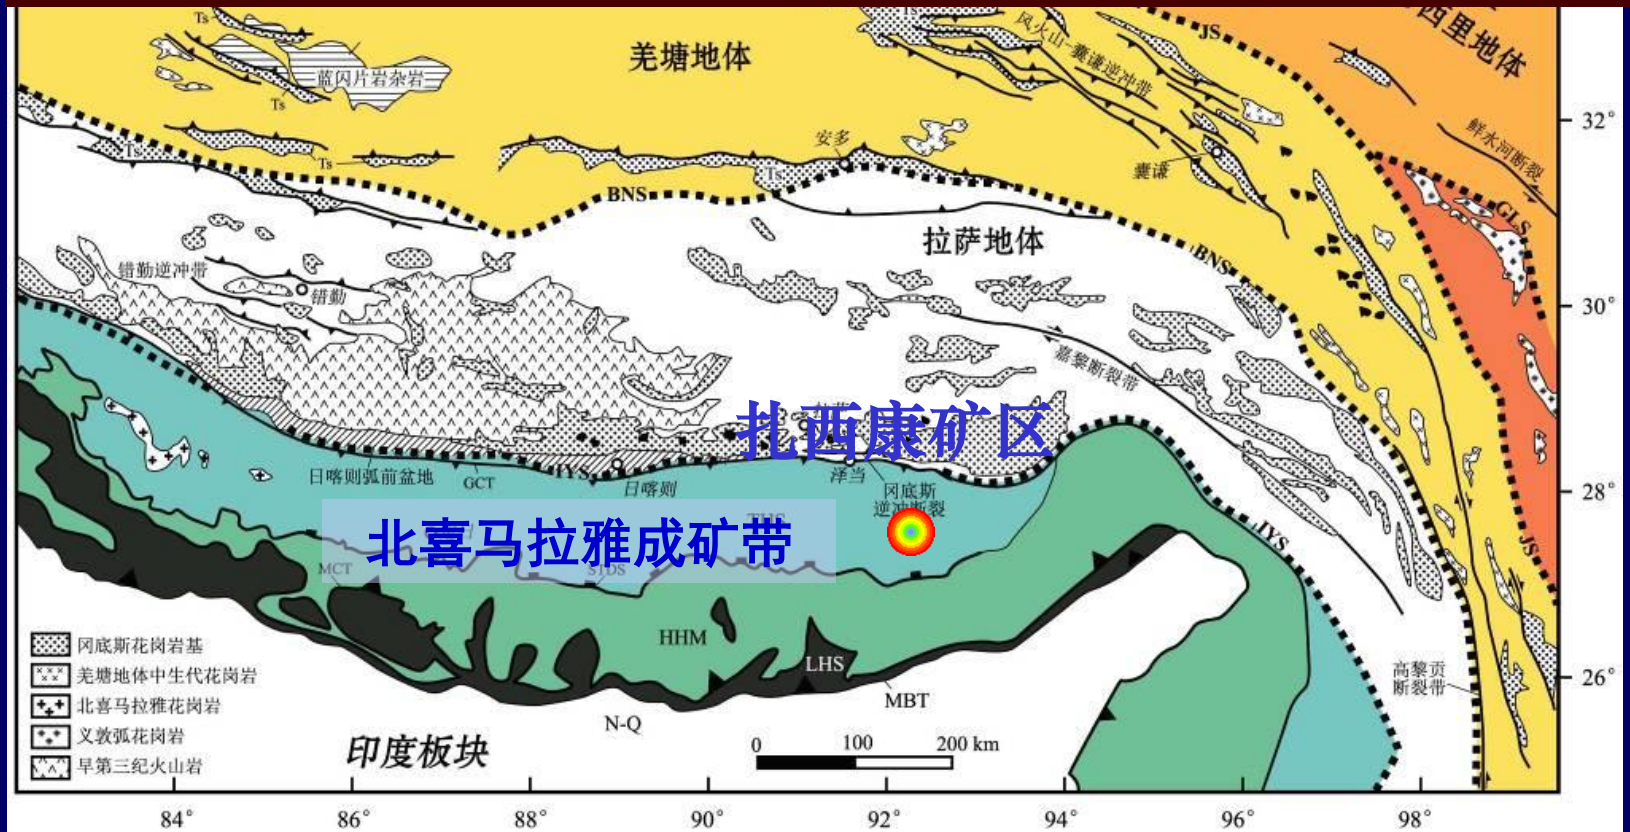 Ts
Ts
JS
西里地体
风火山-囊谦逆冲带
羌塘地体
蓝闪片岩杂岩
Ts
32°
鲜水河断裂
安多
Ts
Ts
Ts
囊谦
BNS
GLS
拉萨地体
BNS
错勤逆冲带
错勤
30°
嘉黎断裂带
扎西康矿区
日喀则弧前盆地
GCT
IYS
日喀则
泽当
冈底斯
逆冲断裂
28°
北喜马拉雅成矿带
IYS
JS
MCT
STDS
HHM
LHS
MBT
高黎贡
断裂带
26°
冈底斯花岗岩基
羌塘地体中生代花岗岩
北喜马拉雅花岗岩
义敦弧花岗岩
早第三纪火山岩
N-Q
印度板块
0 100 200 km
84° 86° 88° 90° 92° 94° 96° 98°